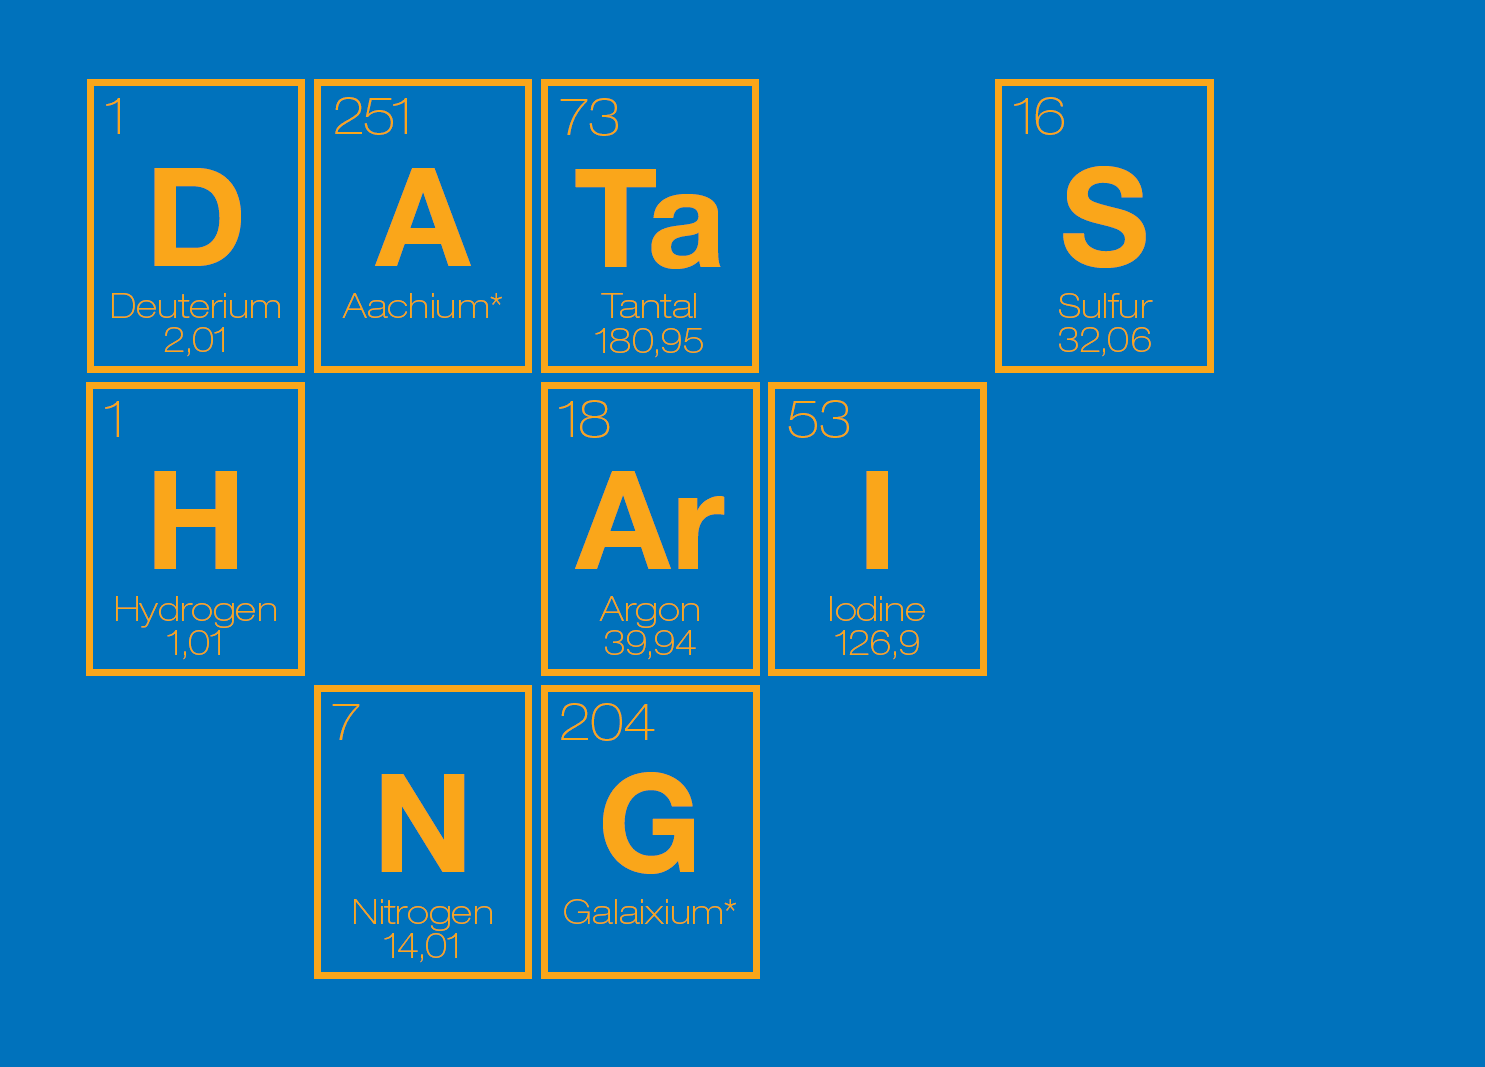 1
D
Deuterium
2,01
251
A
Aachium*
73
Ta
Tantal
180,95
16
S
Sulfur
32,06
1
H
Hydrogen
1,01
18
Ar
Argon
39,94
53
I
Iodine
126,9
7
N
Nitrogen
14,01
204
G
Galaixium*